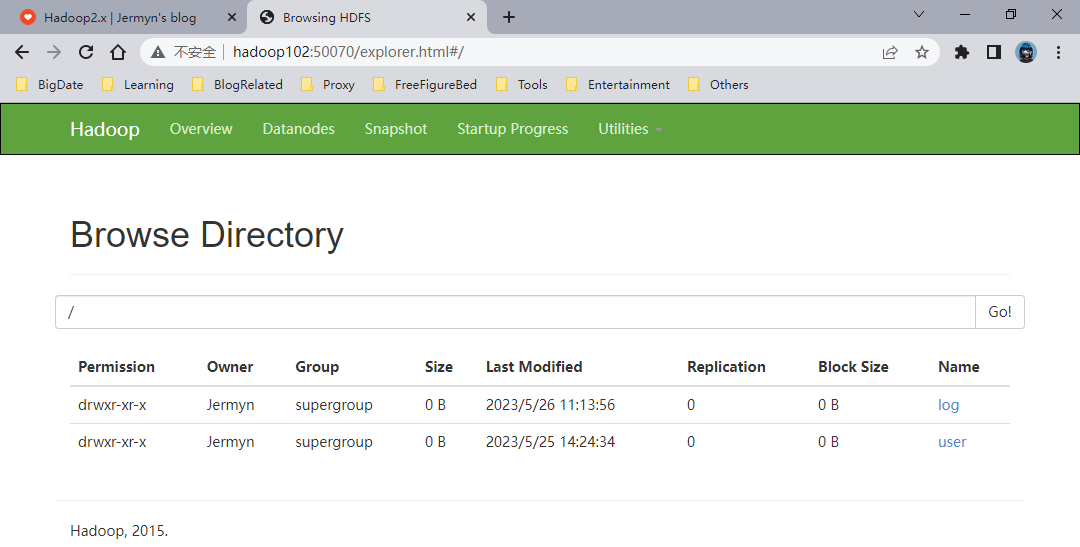 Hadoop2.x | Jermyn's blog Browsing HDFS
不安全 hadoop102:50070/explorer.html#/
BigDate Learning BlogRelated Proxy FreeFigureBed Tools Entertainment Others
Hadoop Overview Datanodes Snapshot Startup Progress Utilities
Browse Directory
/ Go!
Permission Owner Group Size Last Modified Replication Block Size Name
drwxr-xr-x Jermyn supergroup 0 B 2023/5/26 11:13:56 0 0 B log
drwxr-xr-x Jermyn supergroup 0 B 2023/5/25 14:24:34 0 0 B user
Hadoop, 2015.